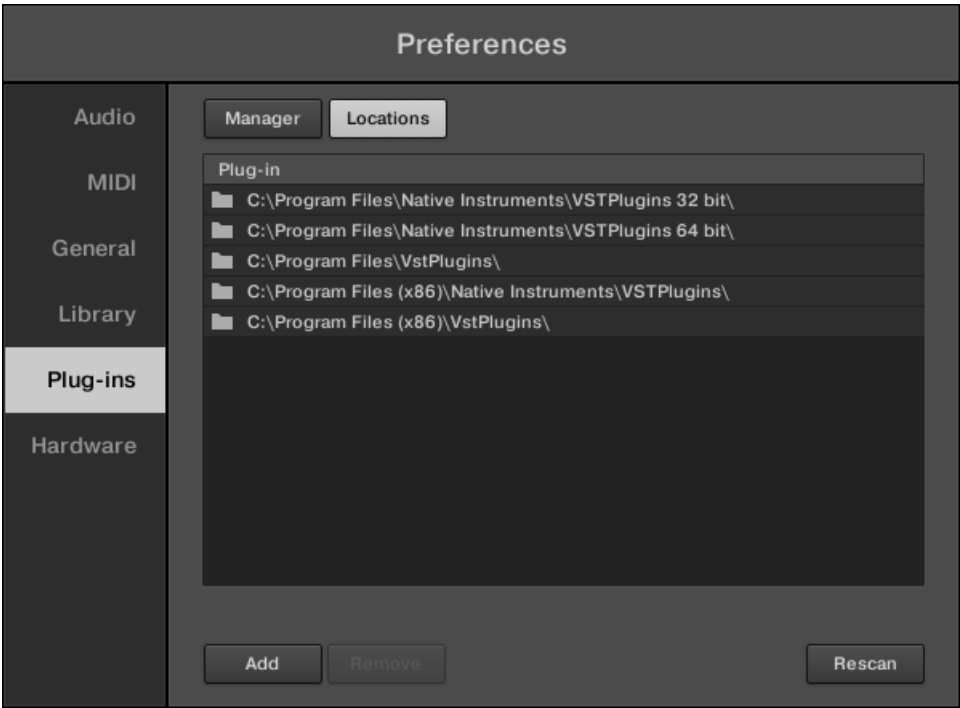 Preferences
Audio
MIDI
General
Library
Plug-ins
Hardware
Manager
Locations
Plug-in
C:\Program Files\Native Instruments\VSTPlugins 32 bit\
C:\Program Files\Native Instruments\VSTPlugins 64 bit\
C:\Program Files\VstPlugins\
C:\Program Files (x86)\Native Instruments\VSTPlugins\
C:\Program Files (x86)\VstPlugins\
Add
Remove
Rescan